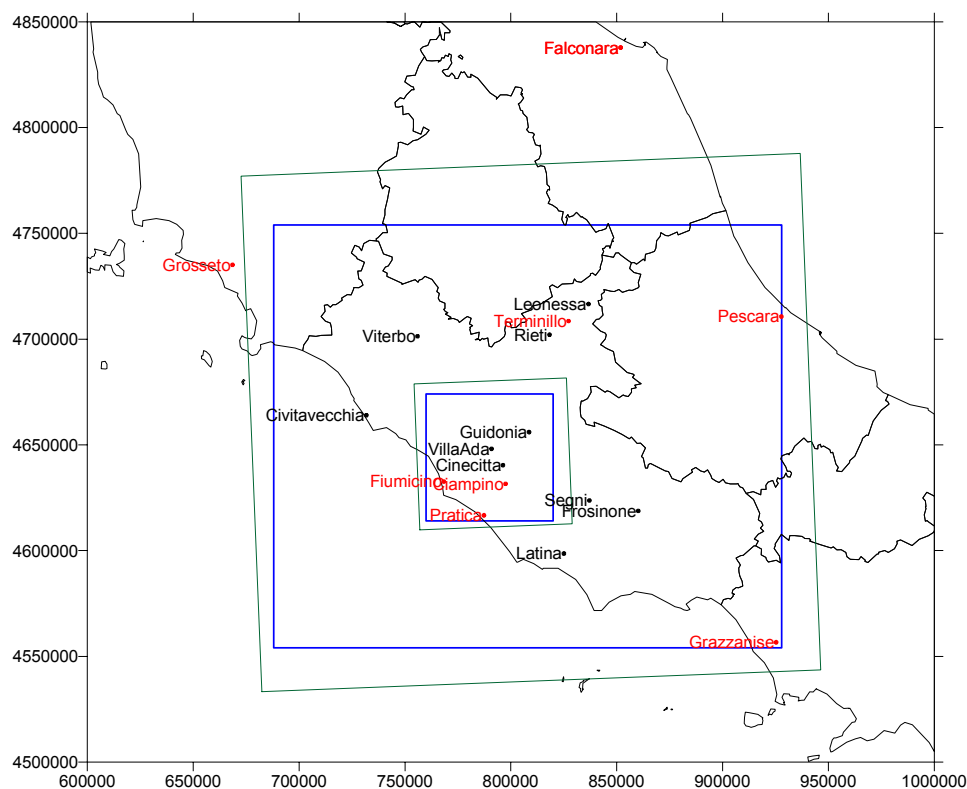 4850000
Falconara
4800000
4750000
Grosseto
Leonessa
4700000
Terminillo
Pescara
Viterbo
Rieti
Civitavecchia
Guidonia
4650000
VillaAda
Cinecitta
Fiumicino
Ciampino
Segni
Pratica
Frosinone
4600000
Latina
Grazzanise
4550000
4500000
600000 650000 700000 750000 800000 850000 900000 950000 1000000